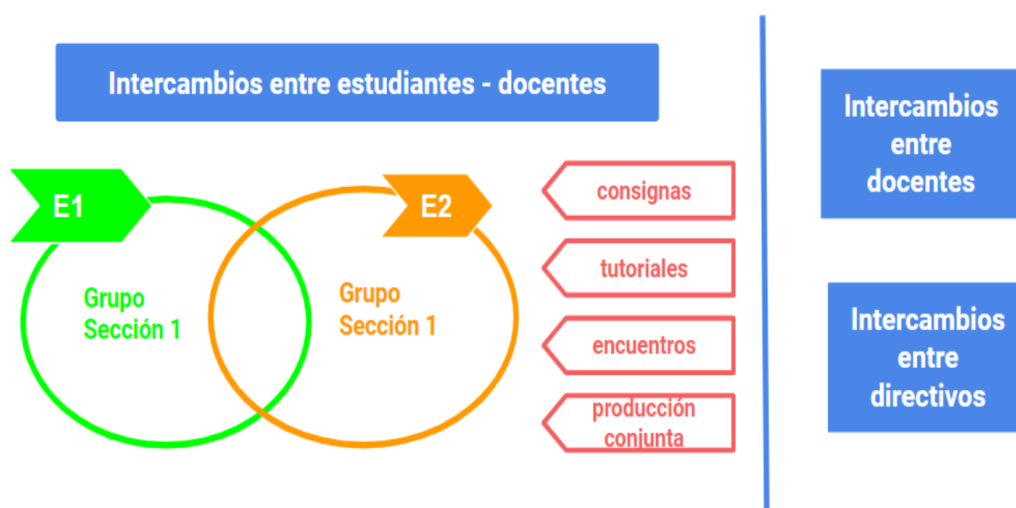 Intercambios entre estudiantes - docentes
E1
Grupo
Sección 1
E2
Grupo
Sección 1
consignas
tutoriales
encuentros
producción
conjunta
Intercambios
entre
docentes
Intercambios
entre
directivos